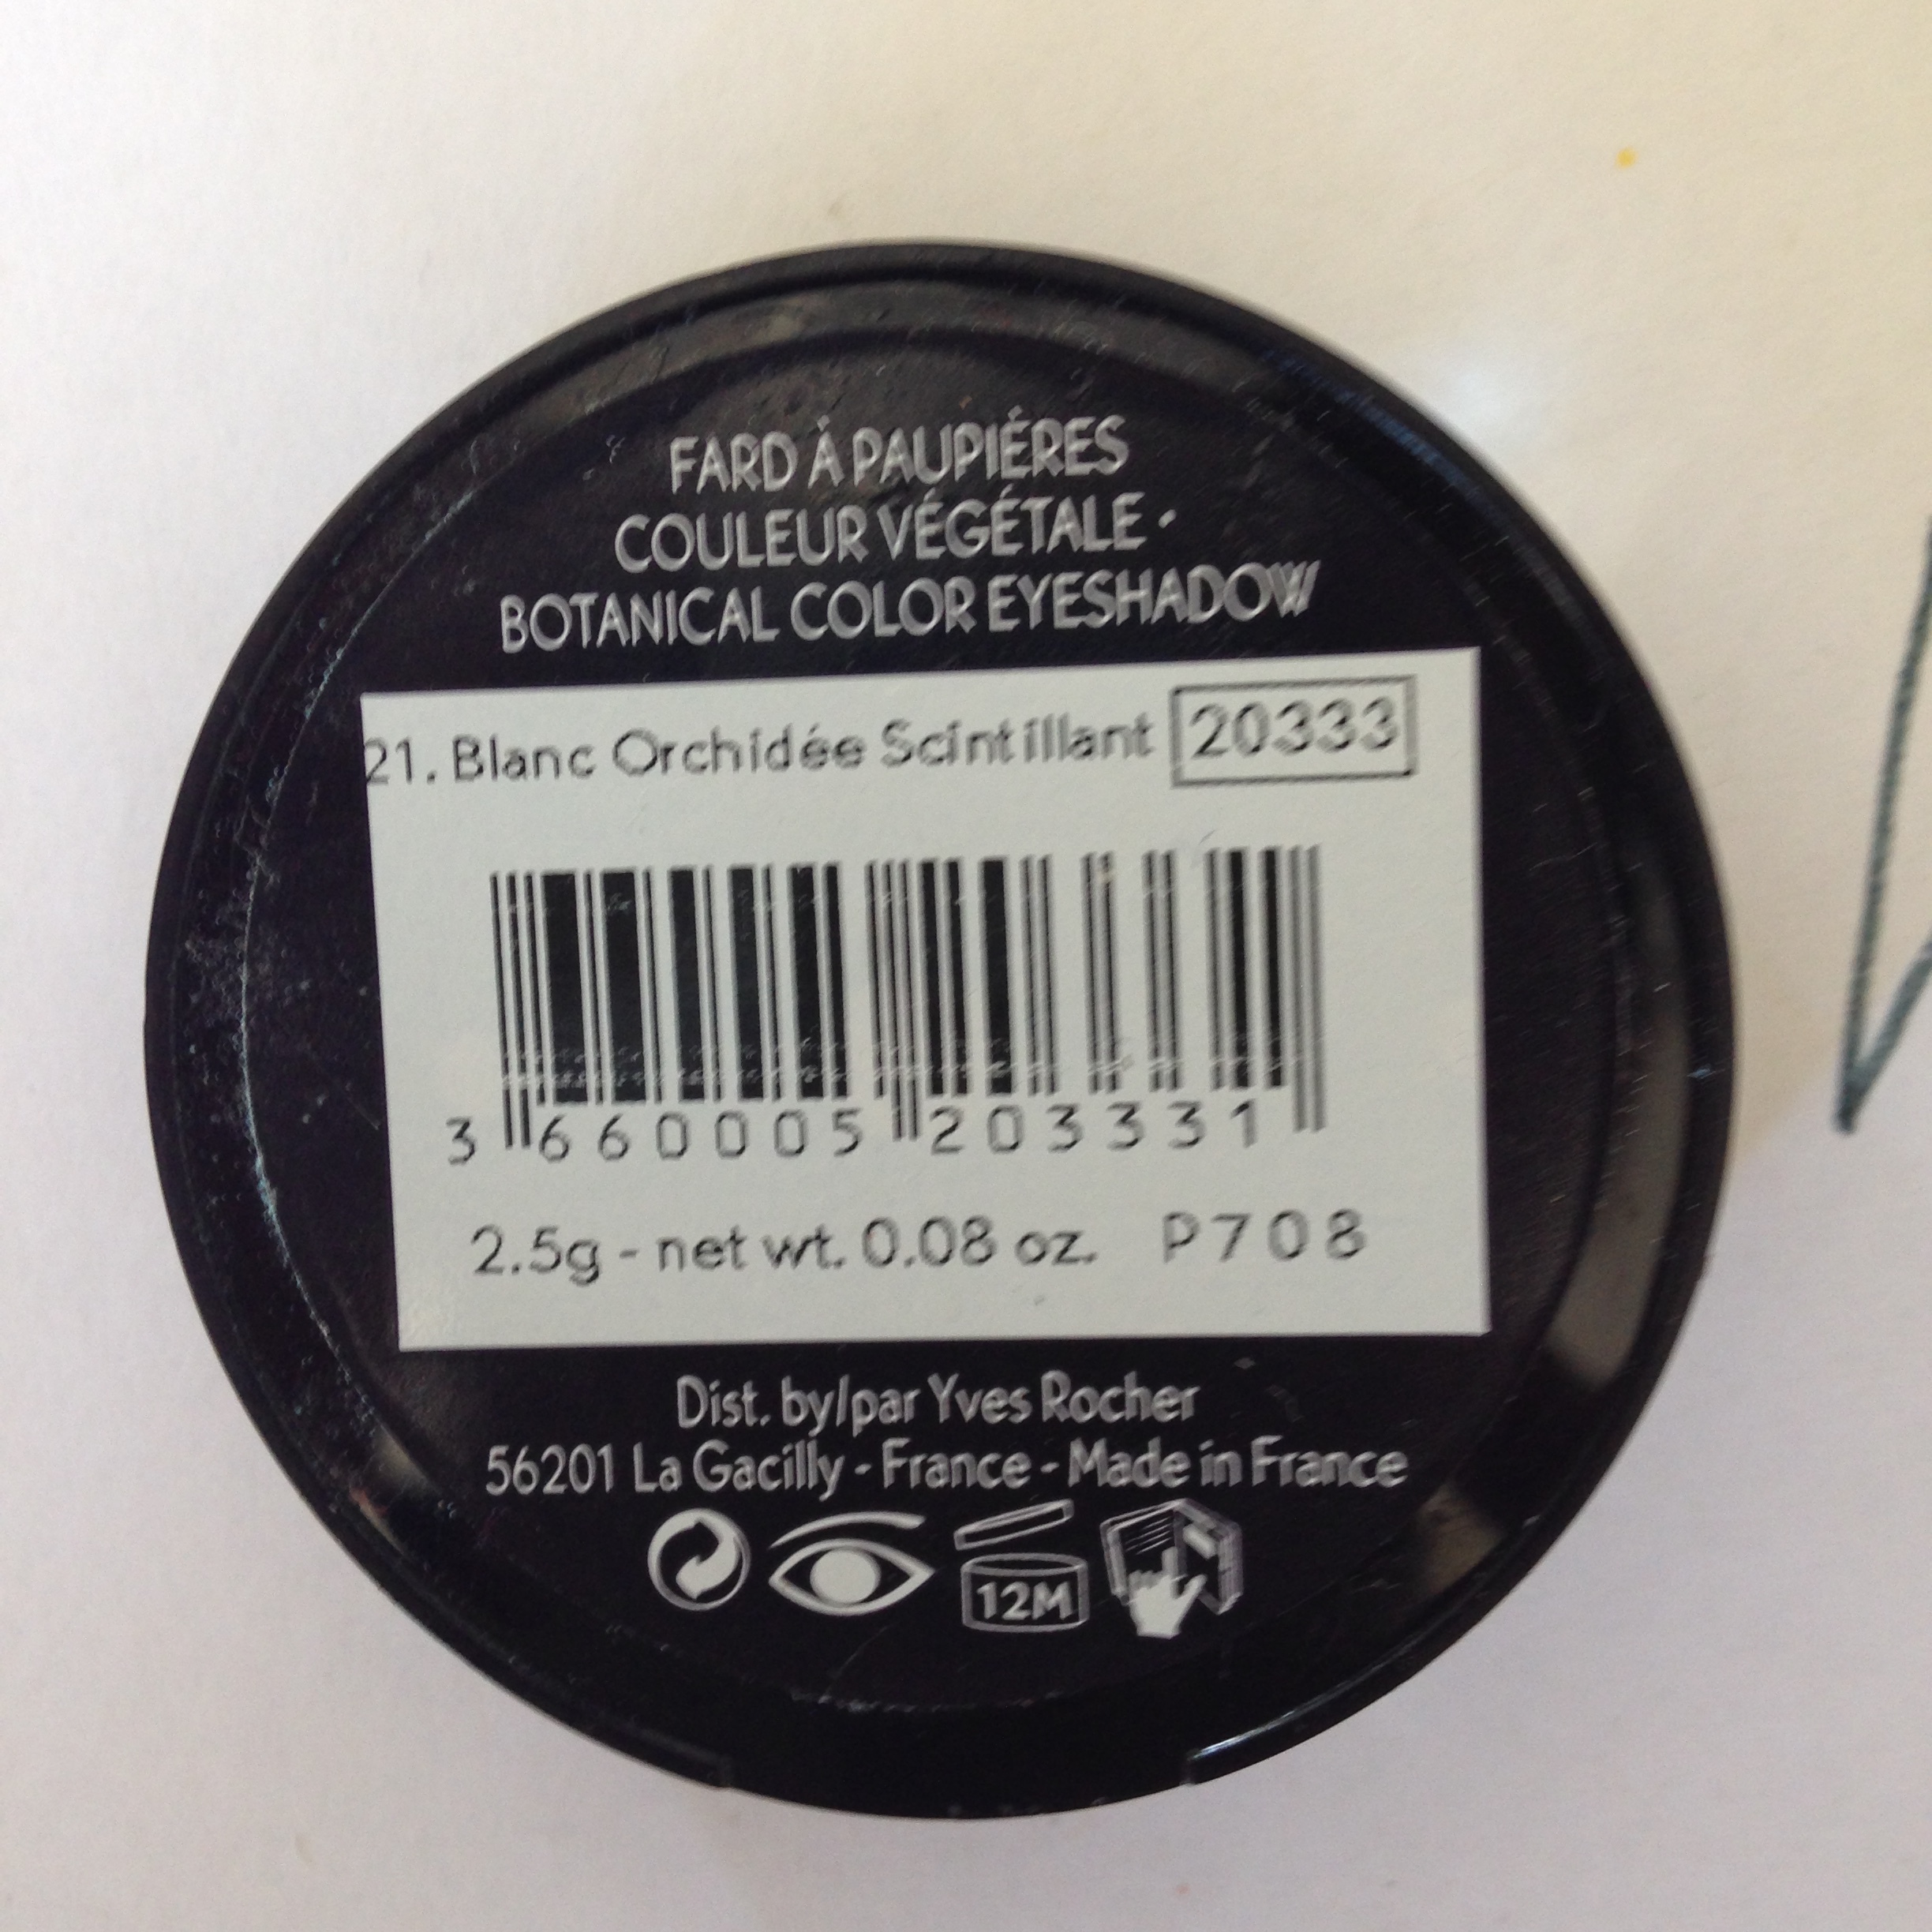 FARD À PAUPIÈRES
COULEUR VÉGÉTALE •
BOTANICAL COLOR EYESHADOW
21. Blanc Orchidée Scintillant 20333
3 660005 203331
2.5g - net wt. 0.08 oz. P708
Dist. by/par Yves Rocher
56201 La Gacilly - France - Made in France
12M